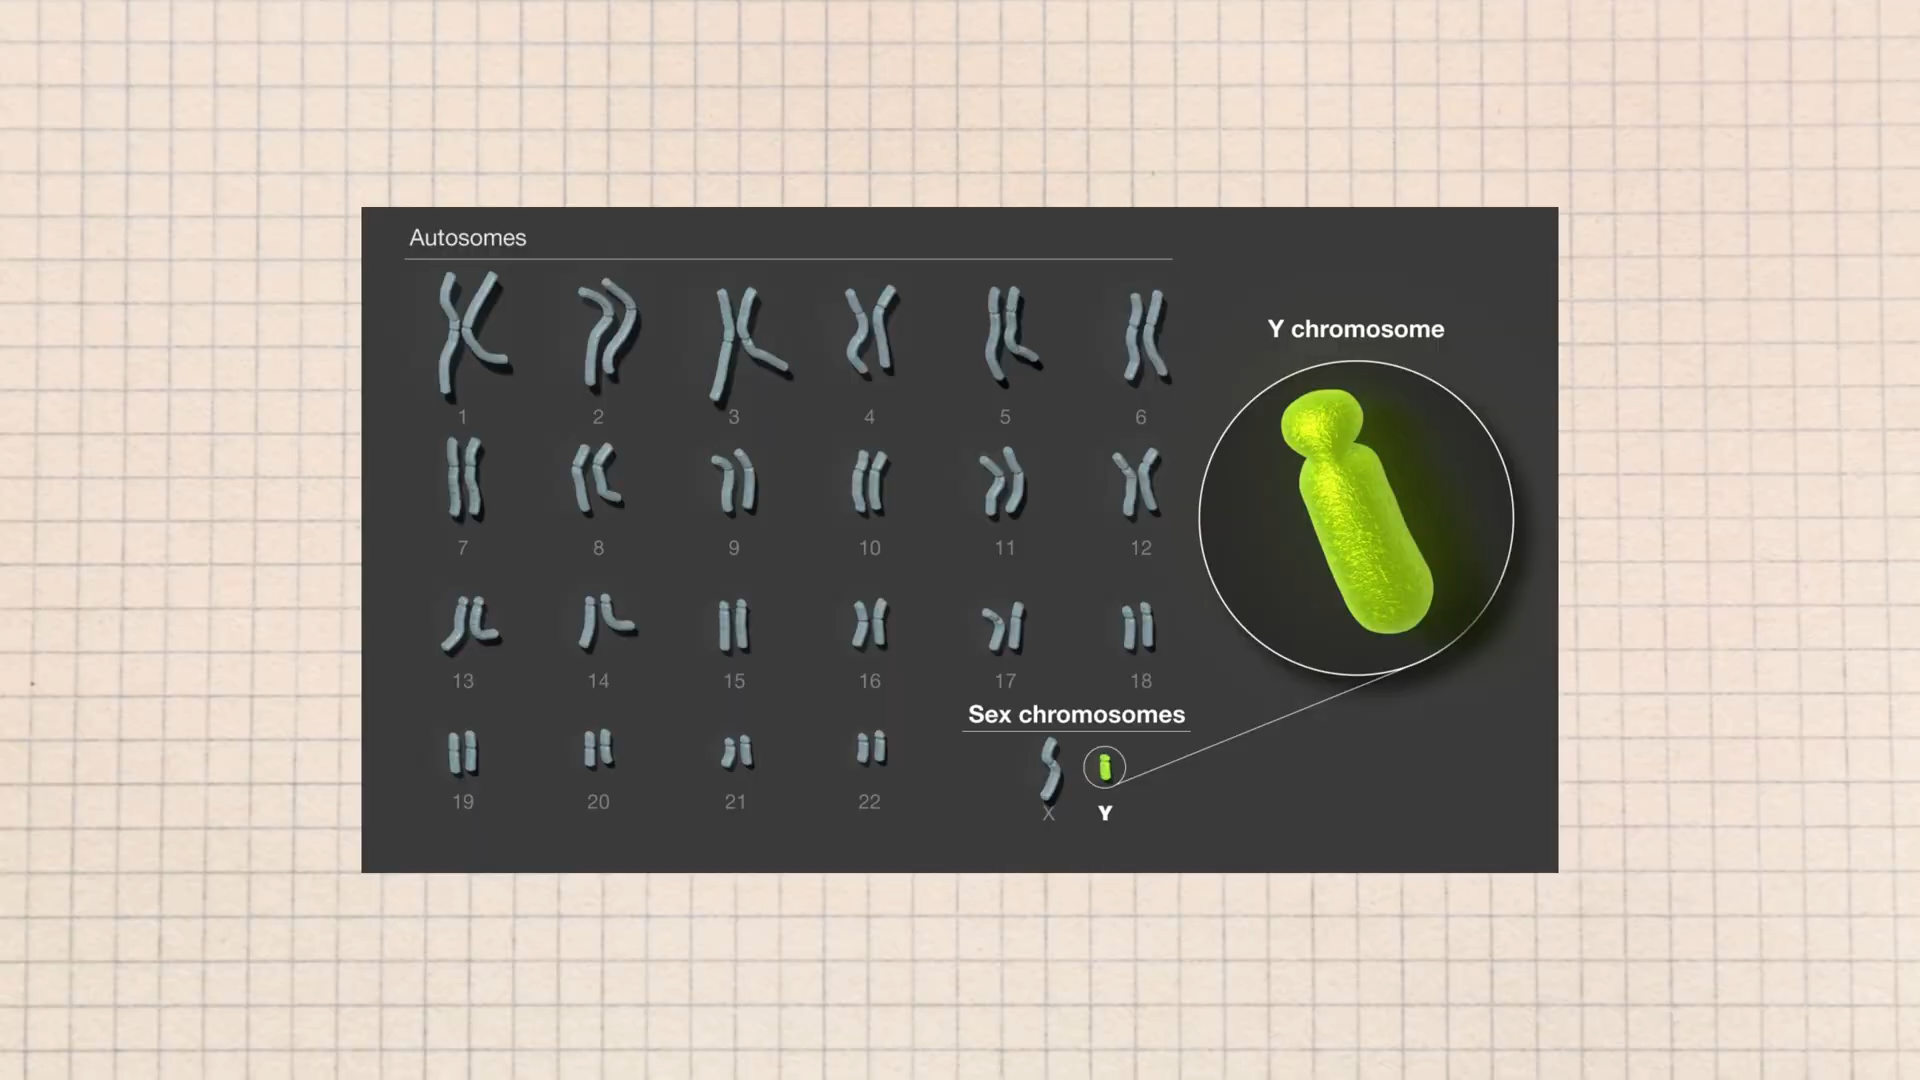 Autosomes
Y chromosome
1 2 3 4 5 6
7 8 9 10 11 12
13 14 15 16 17 18
Sex chromosomes
19 20 21 22
X Y